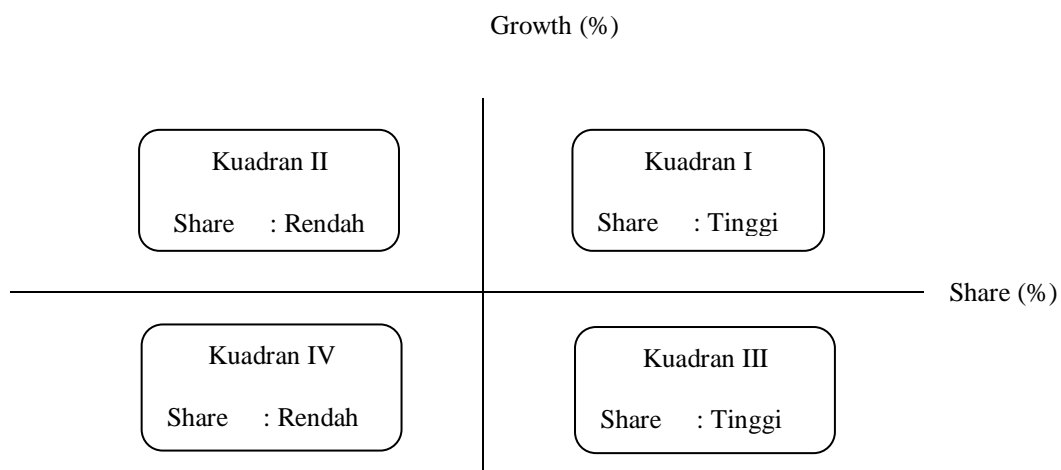 Growth (%)
Kuadran II
Share : Rendah
Kuadran I
Share : Tinggi
Share (%)
Kuadran IV
Share : Rendah
Kuadran III
Share : Tinggi